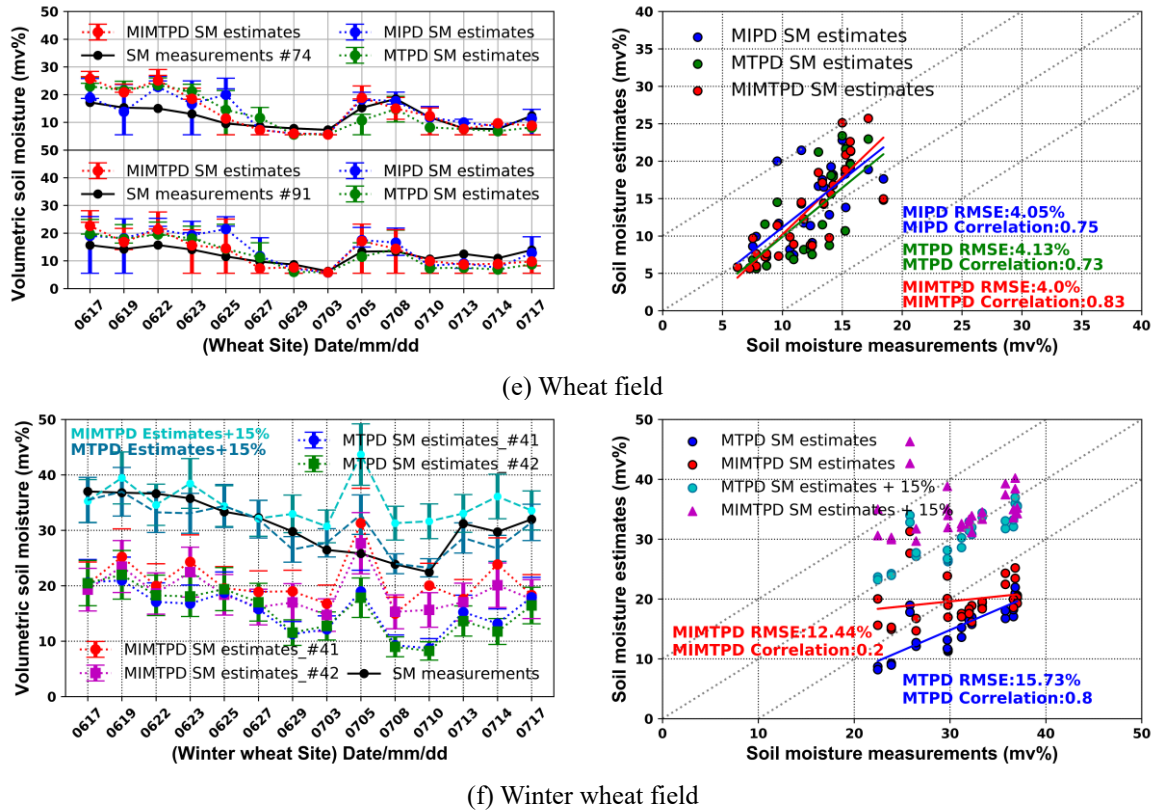 MIMTPD SM estimates
MIPD SM estimates
SM measurements #74
MTPD SM estimates
50
40
30
20
10
50
MIMTPD SM estimates
MIPD SM estimates
SM measurements #91
MTPD SM estimates
40
30
20
10
0
Volumetric soil moisture (mv%)
0617 0619 0622 0623 0625 0627 0629 0703 0705 0708 0710 0713 0714 0717
(Wheat Site) Date/mm/dd
MIPD SM estimates
MTPD SM estimates
MIMTPD SM estimates
MIPD RMSE:4.05%
MIPD Correlation:0.75
MTPD RMSE:4.13%
MTPD Correlation:0.73
MIMTPD RMSE:4.0%
MIMTPD Correlation:0.83
40
35
30
25
20
15
10
5
0
Soil moisture estimates (mv%)
0 5 10 15 20 25 30 35 40
Soil moisture measurements (mv%)
(e) Wheat field
MIMTPD Estimates+15%
MTPD Estimates+15%
MTPD SM estimates_#41
MTPD SM estimates_#42
MIMTPD SM estimates_#41
MIMTPD SM estimates_#42
SM measurements
50
40
30
20
10
0
Volumetric soil moisture (mv%)
0617 0619 0622 0623 0625 0627 0629 0703 0705 0708 0710 0713 0714 0717
(Winter wheat Site) Date/mm/dd
MTPD SM estimates
MIMTPD SM estimates
MTPD SM estimates + 15%
MIMTPD SM estimates + 15%
MIMTPD RMSE:12.44%
MIMTPD Correlation:0.2
MTPD RMSE:15.73%
MTPD Correlation:0.8
50
40
30
20
10
0
Soil moisture estimates (mv%)
0 10 20 30 40 50
Soil moisture measurements (mv%)
(f) Winter wheat field